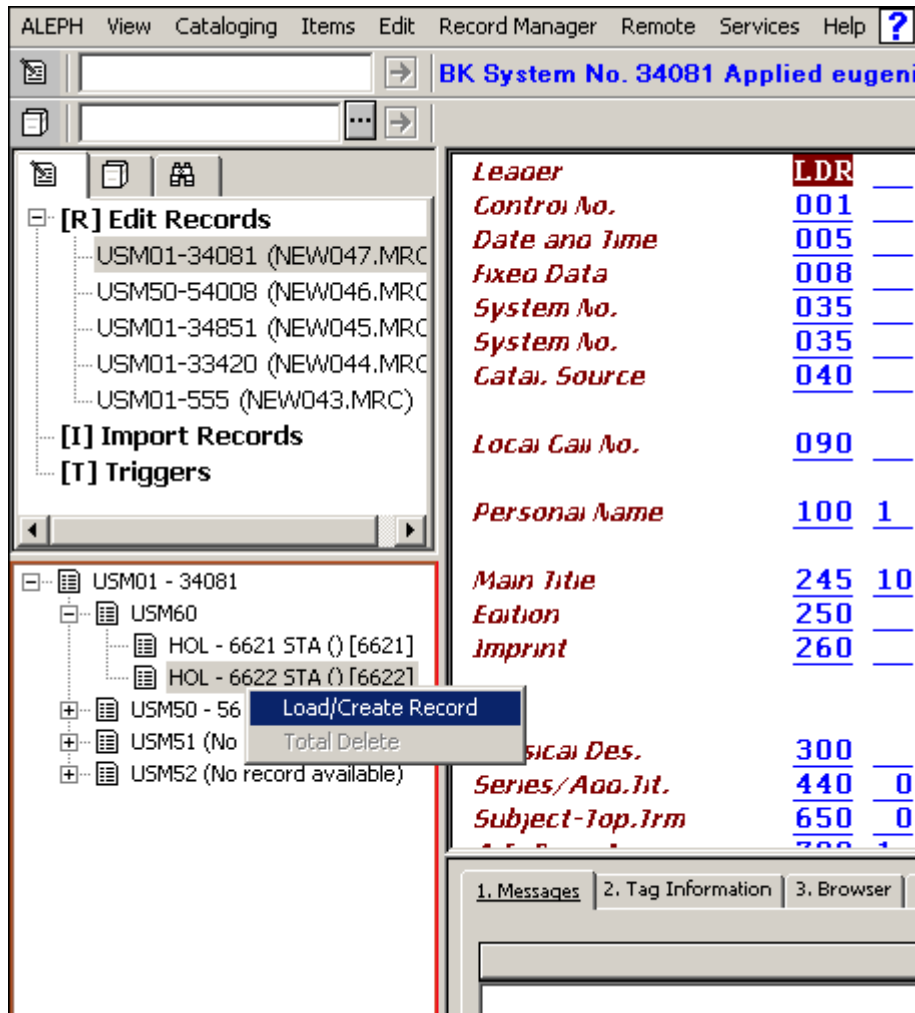 ALEPH View Cataloging Items Edit Record Manager Remote Services Help ?
BK System No. 34081 Applied eugeni
...
[R] Edit Records
USM01-34081 (NEW047.MRC
USM50-54008 (NEW046.MRC
USM01-34851 (NEW045.MRC
USM01-33420 (NEW044.MRC
USM01-555 (NEW043.MRC)
[I] Import Records
[T] Triggers
USM01 - 34081
USM60
HOL - 6621 STA () [6621]
HOL - 6622 STA () [6622]
USM50 - 56
USM51 (No
USM52 (No record available)
Load/Create Record
Total Delete
Leader LDR
Control No. 001
Date and Time 005
Fixed Data 008
System No. 035
System No. 035
Catal. Source 040
Local Call No. 090
Personal Name 100 1
Main Title 245 10
Edition 250
Imprint 260
sical Des. 300
Series/Add.Tit. 440 0
Subject-Top.Trm 650 0
1. Messages 2. Tag Information 3. Browser